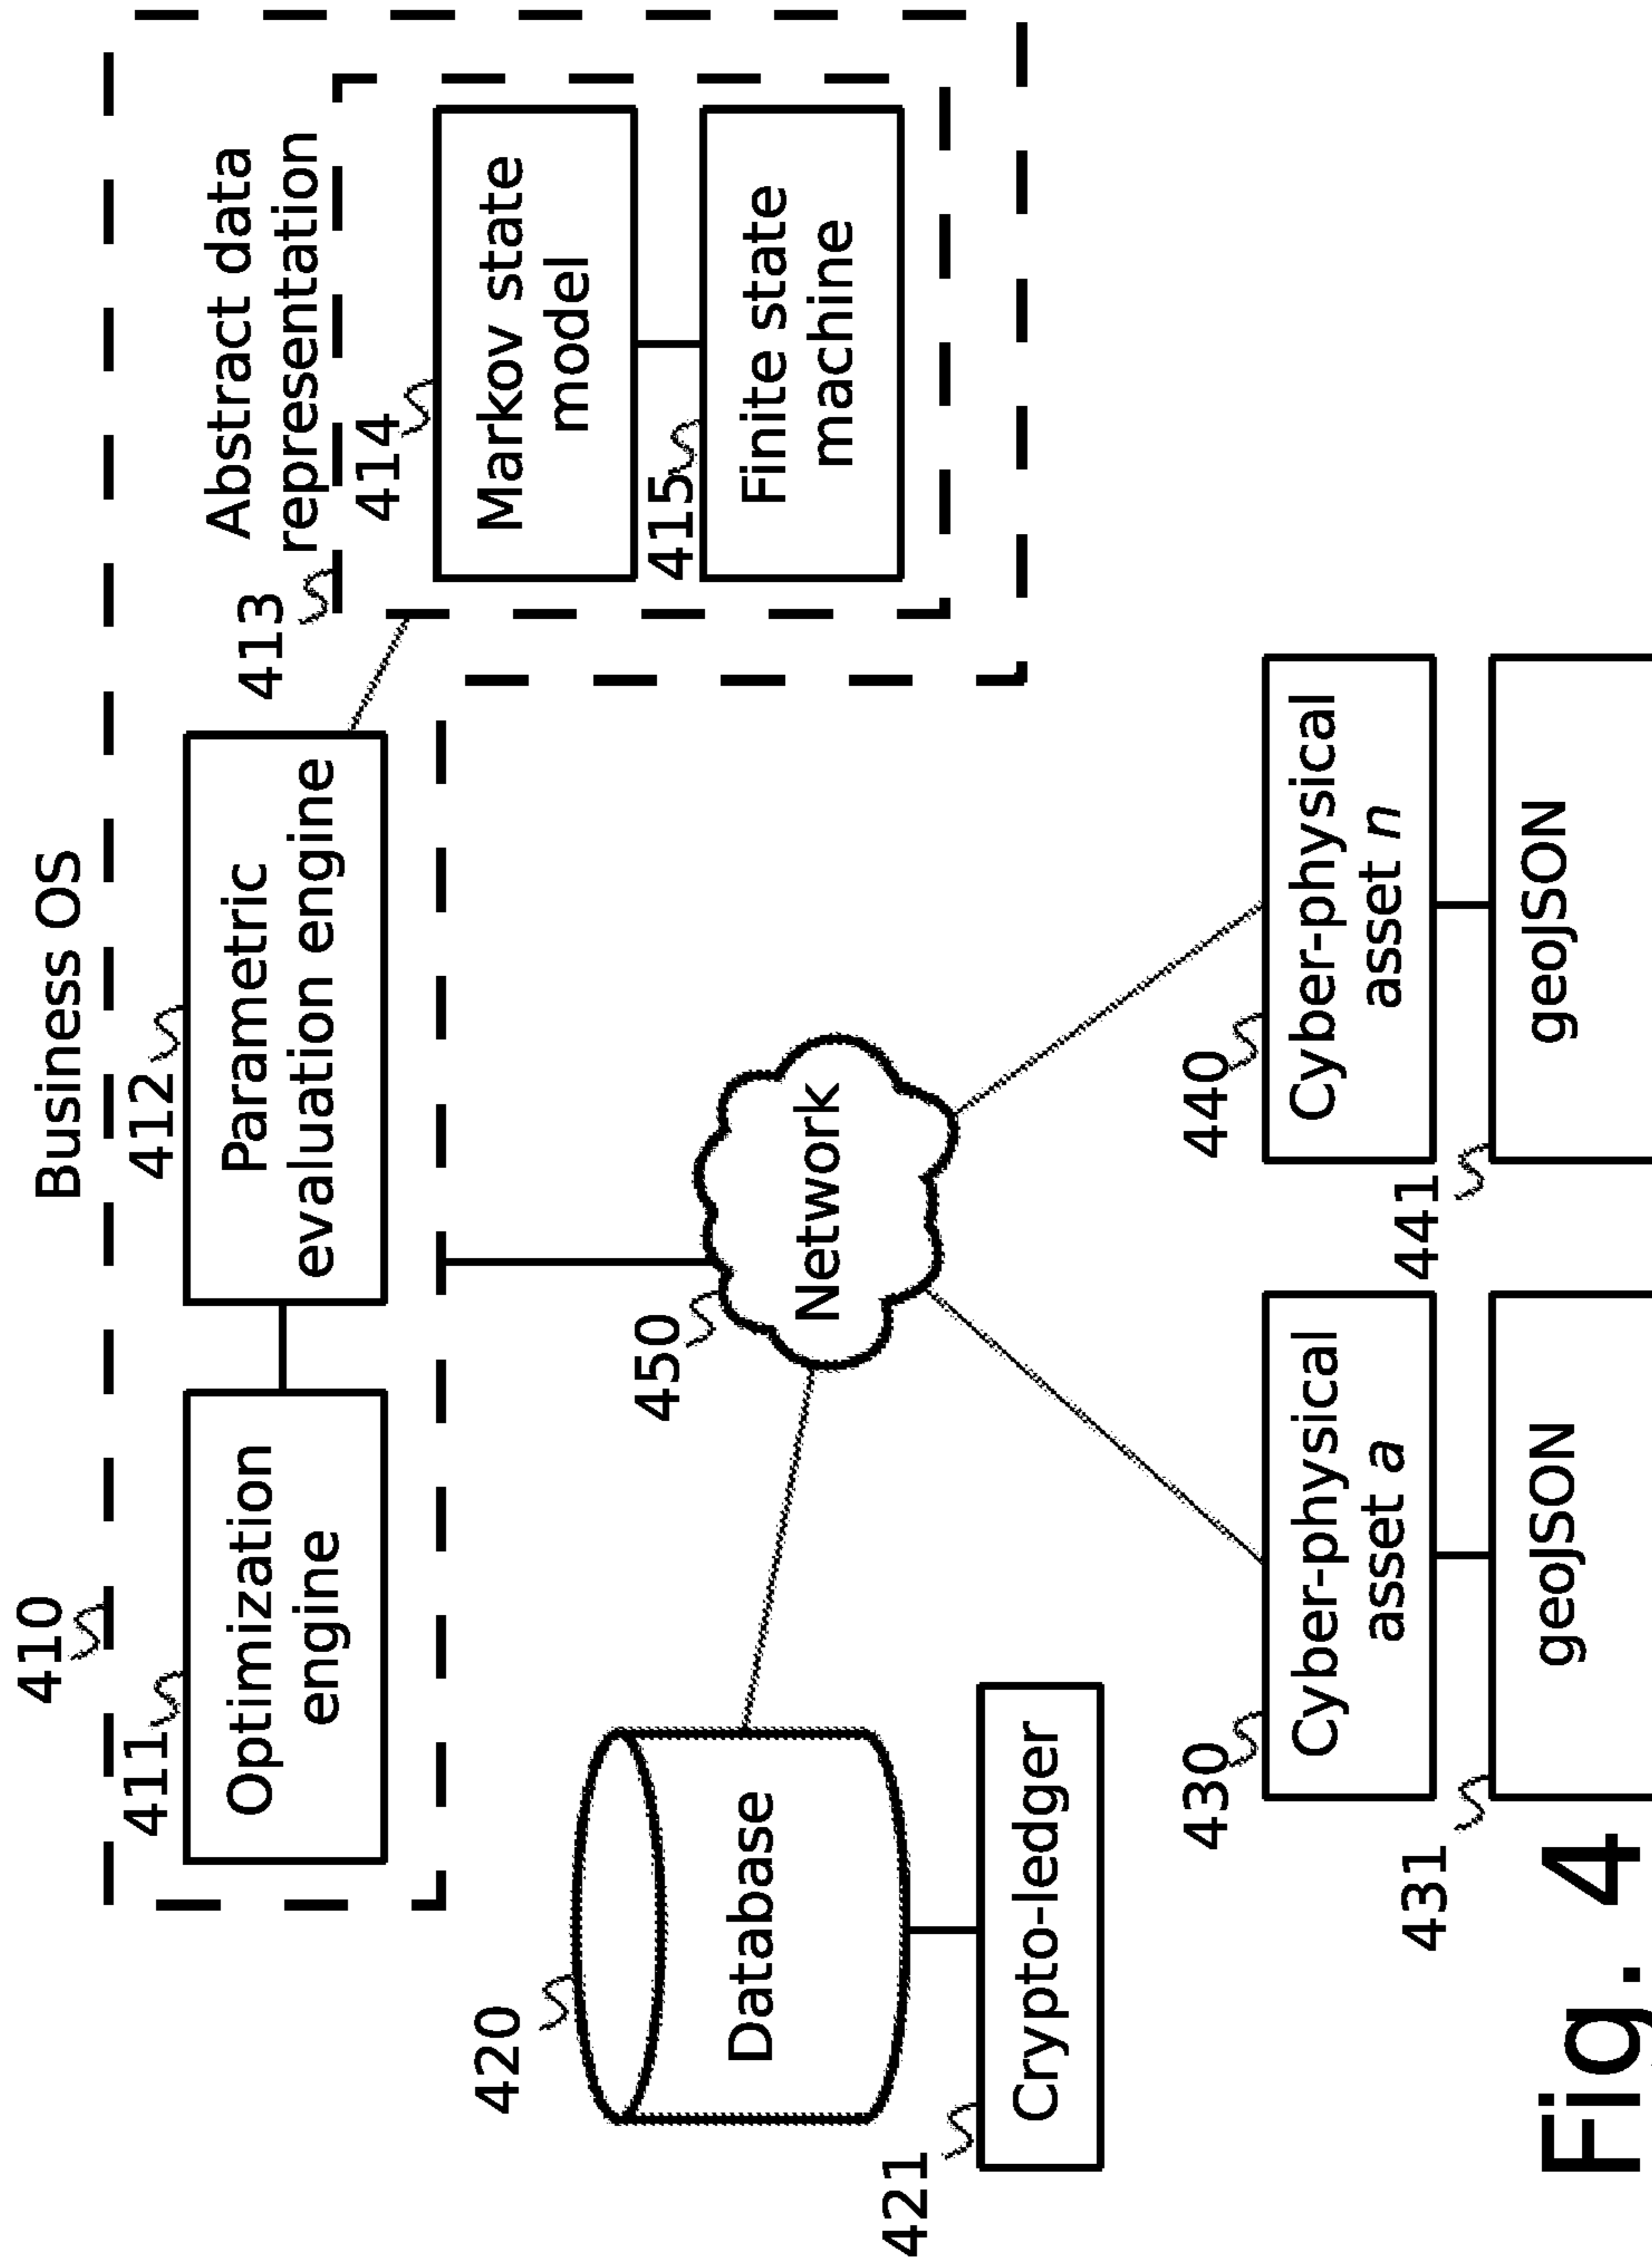 Business OS
410
411
Optimization
engine
412
Parametric
evaluation engine
413
Abstract data
representation
414
Markov state
model
415
Finite state
machine
420
Database
421
Crypto-ledger
450
Network
430
Cyber-physical
asset a
431
geoJSON
440
Cyber-physical
asset n
441
geoJSON
Fig. 4